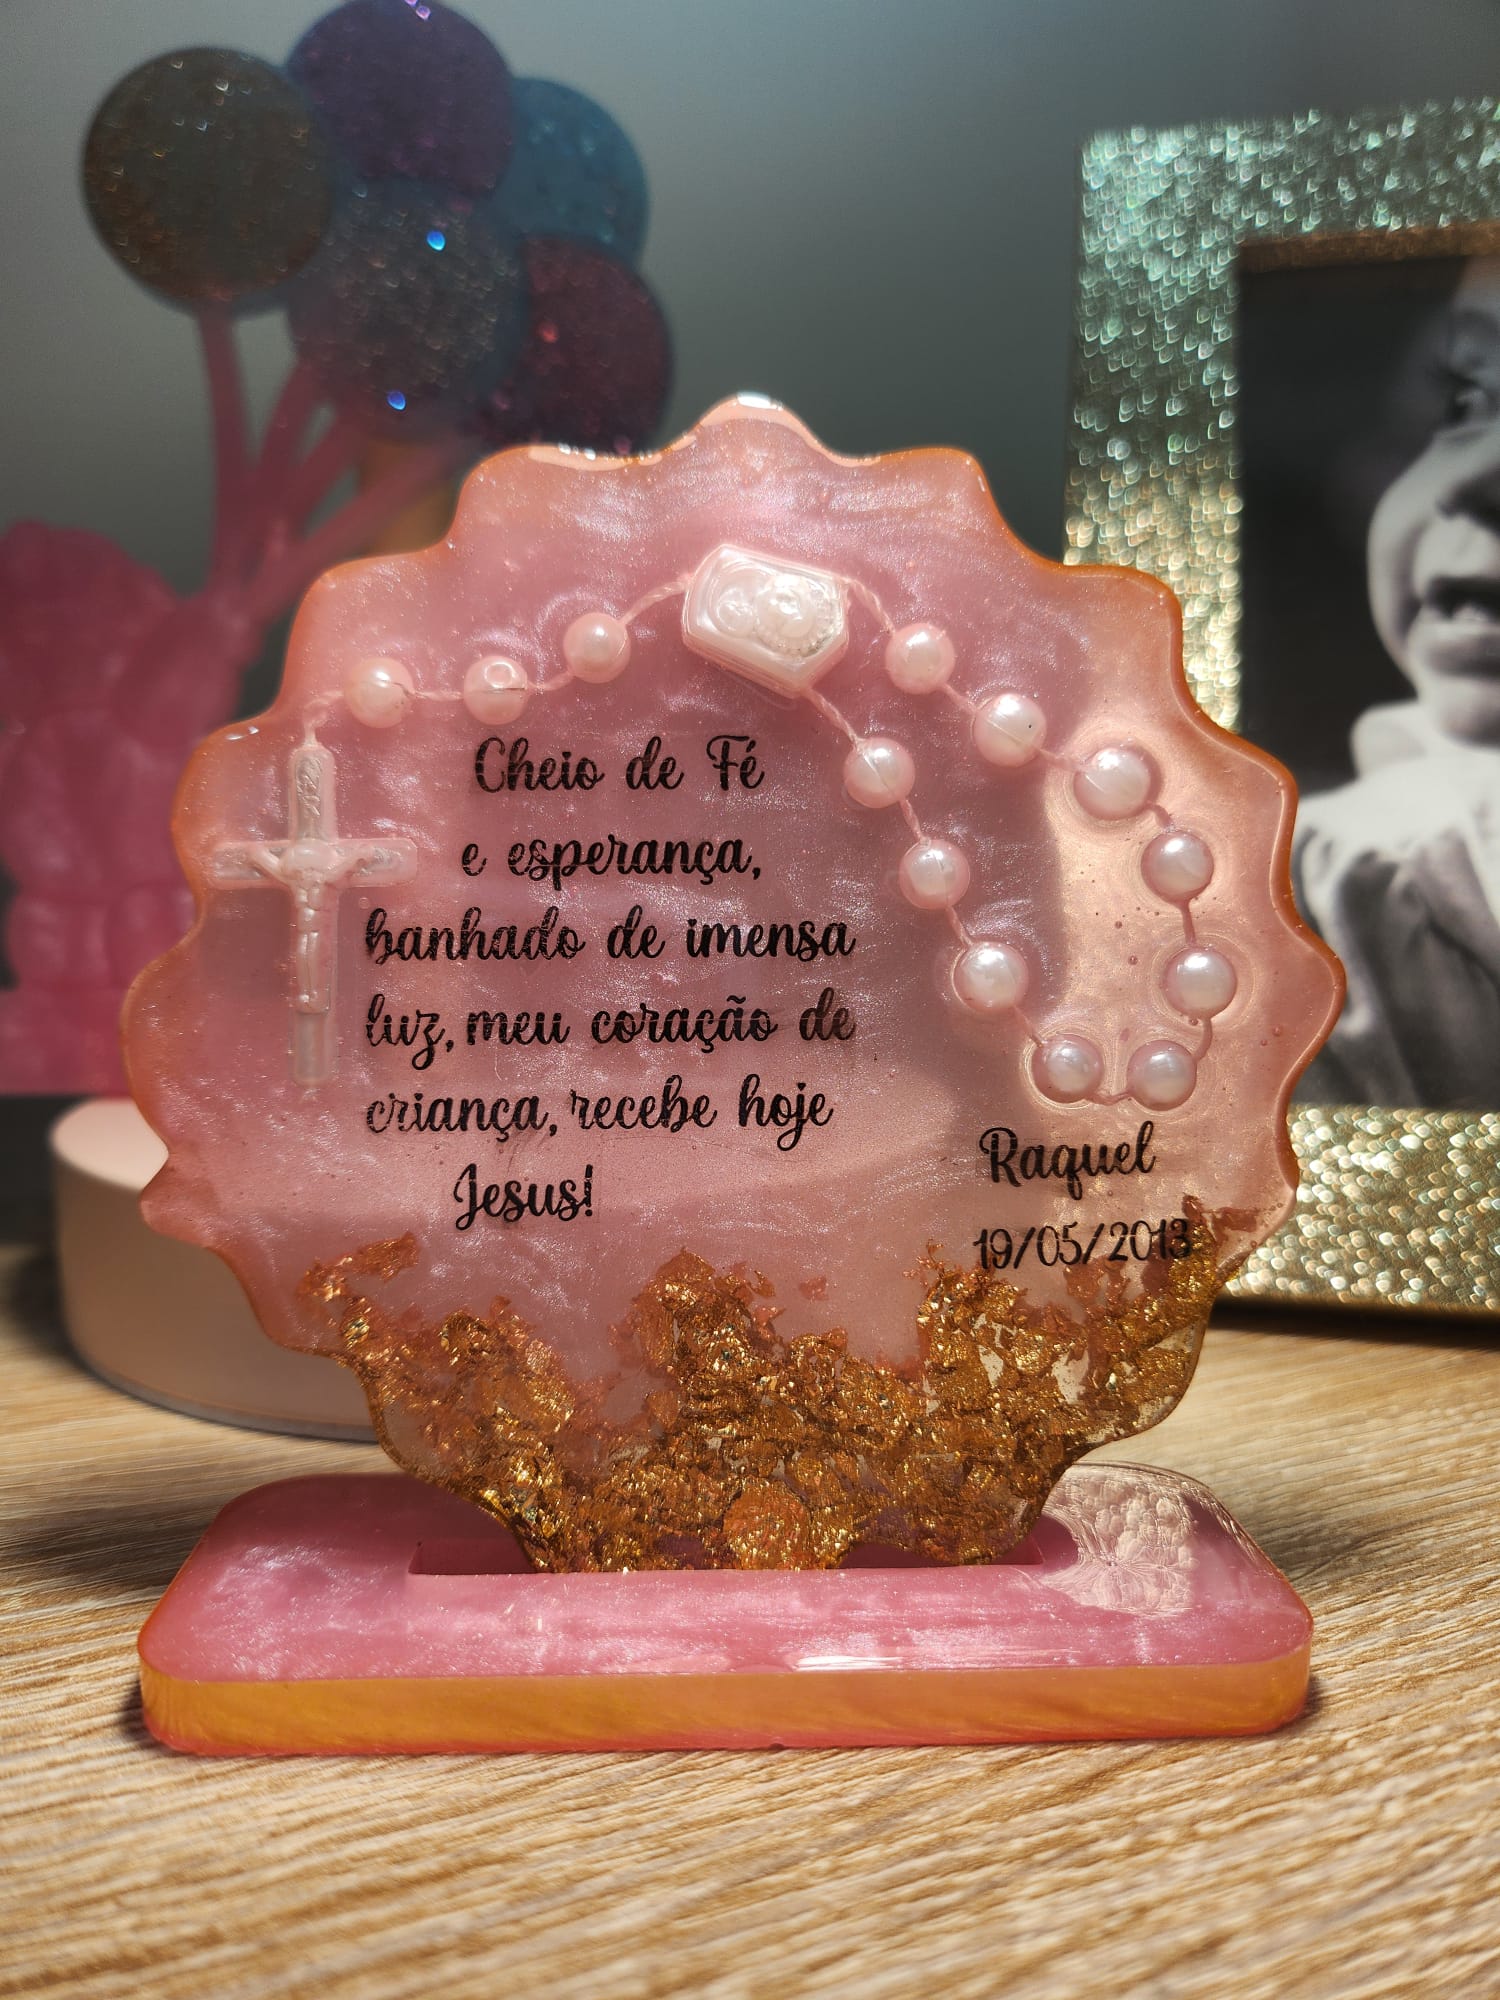 Cheio de Fé
e esperança,
banhado de imensa
luz, meu coração de
criança, recebe hoje
Jesus!
Raquel
19/05/2013